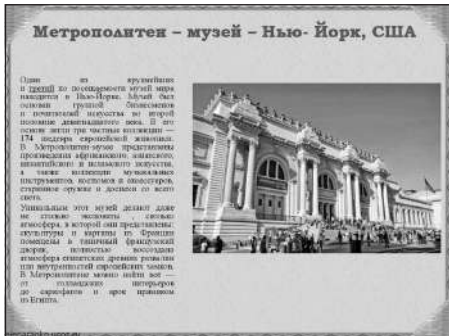 Метрополитен – музей – Нью- Йорк, США
Один из крупнейших
и третий по посещаемости музей мира
находится в Нью-Йорке. Музей был
основан группой бизнесменов
и почитателей искусства во второй
половине девятнадцатого века. В его
основе легли три частные коллекции —
174 шедевра европейской живописи.
В Метрополитен-музее представлены
произведения африканского, азиатского,
византийского и исламского искусства,
а также коллекции музыкальных
инструментов, костюмов и аксессуаров,
старинное оружие и доспехи со всего
света.
Уникальным этот музей делают даже
не столько экспонаты , сколько
атмосфера, в которой они представлены:
скульптуры и картины из Франции
помещены в типичный французский
дворик, полностью воссоздана
атмосфера египетских древних развалин
или внутренностей европейских замков.
В Метрополитене можно найти все —
от голландских интерьеров
до саркофагов и арок
из Египта.